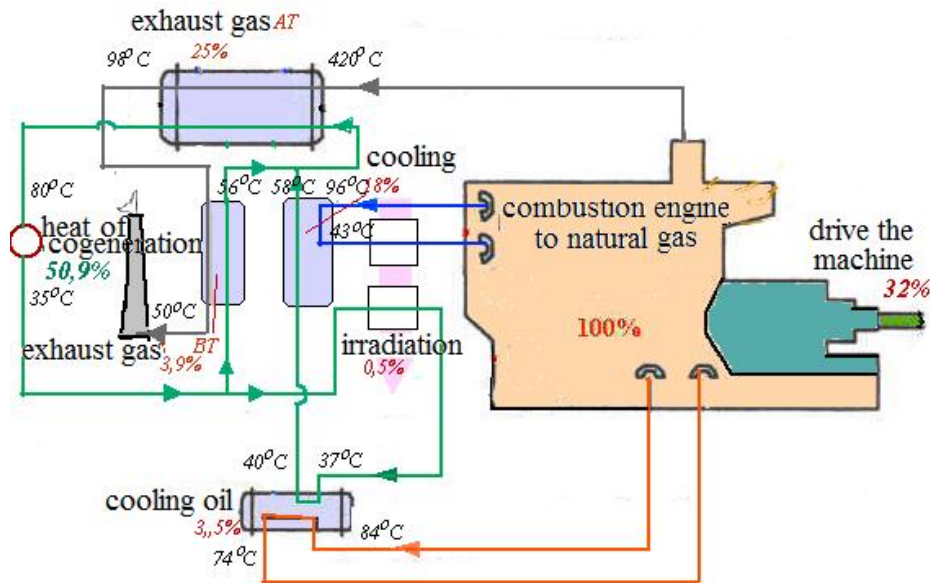 exhaust gas AT
25%
98°C
420°C
cooling
80°C
56°C
58°C
96°C
18%
heat of
cogeneration
50,9%
43°C
combustion engine
to natural gas
drive the
machine
32%
35°C
50°C
100%
exhaust gas
BT
3,9%
irradiation
0,5%
40°C
37°C
cooling oil
3,,5%
84°C
74°C